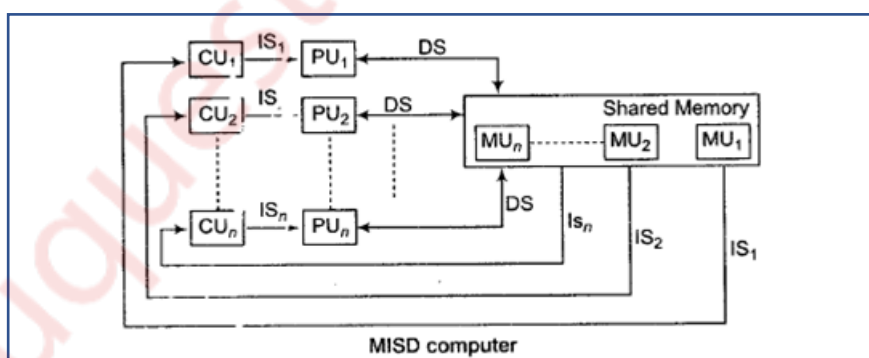 CU₁ IS₁ PU₁ DS
CU₂ IS PU₂ DS
Shared Memory
MUₙ MU₂ MU₁
CUₙ ISₙ PUₙ DS
Isₙ IS₂ IS₁
MISD computer
uquest